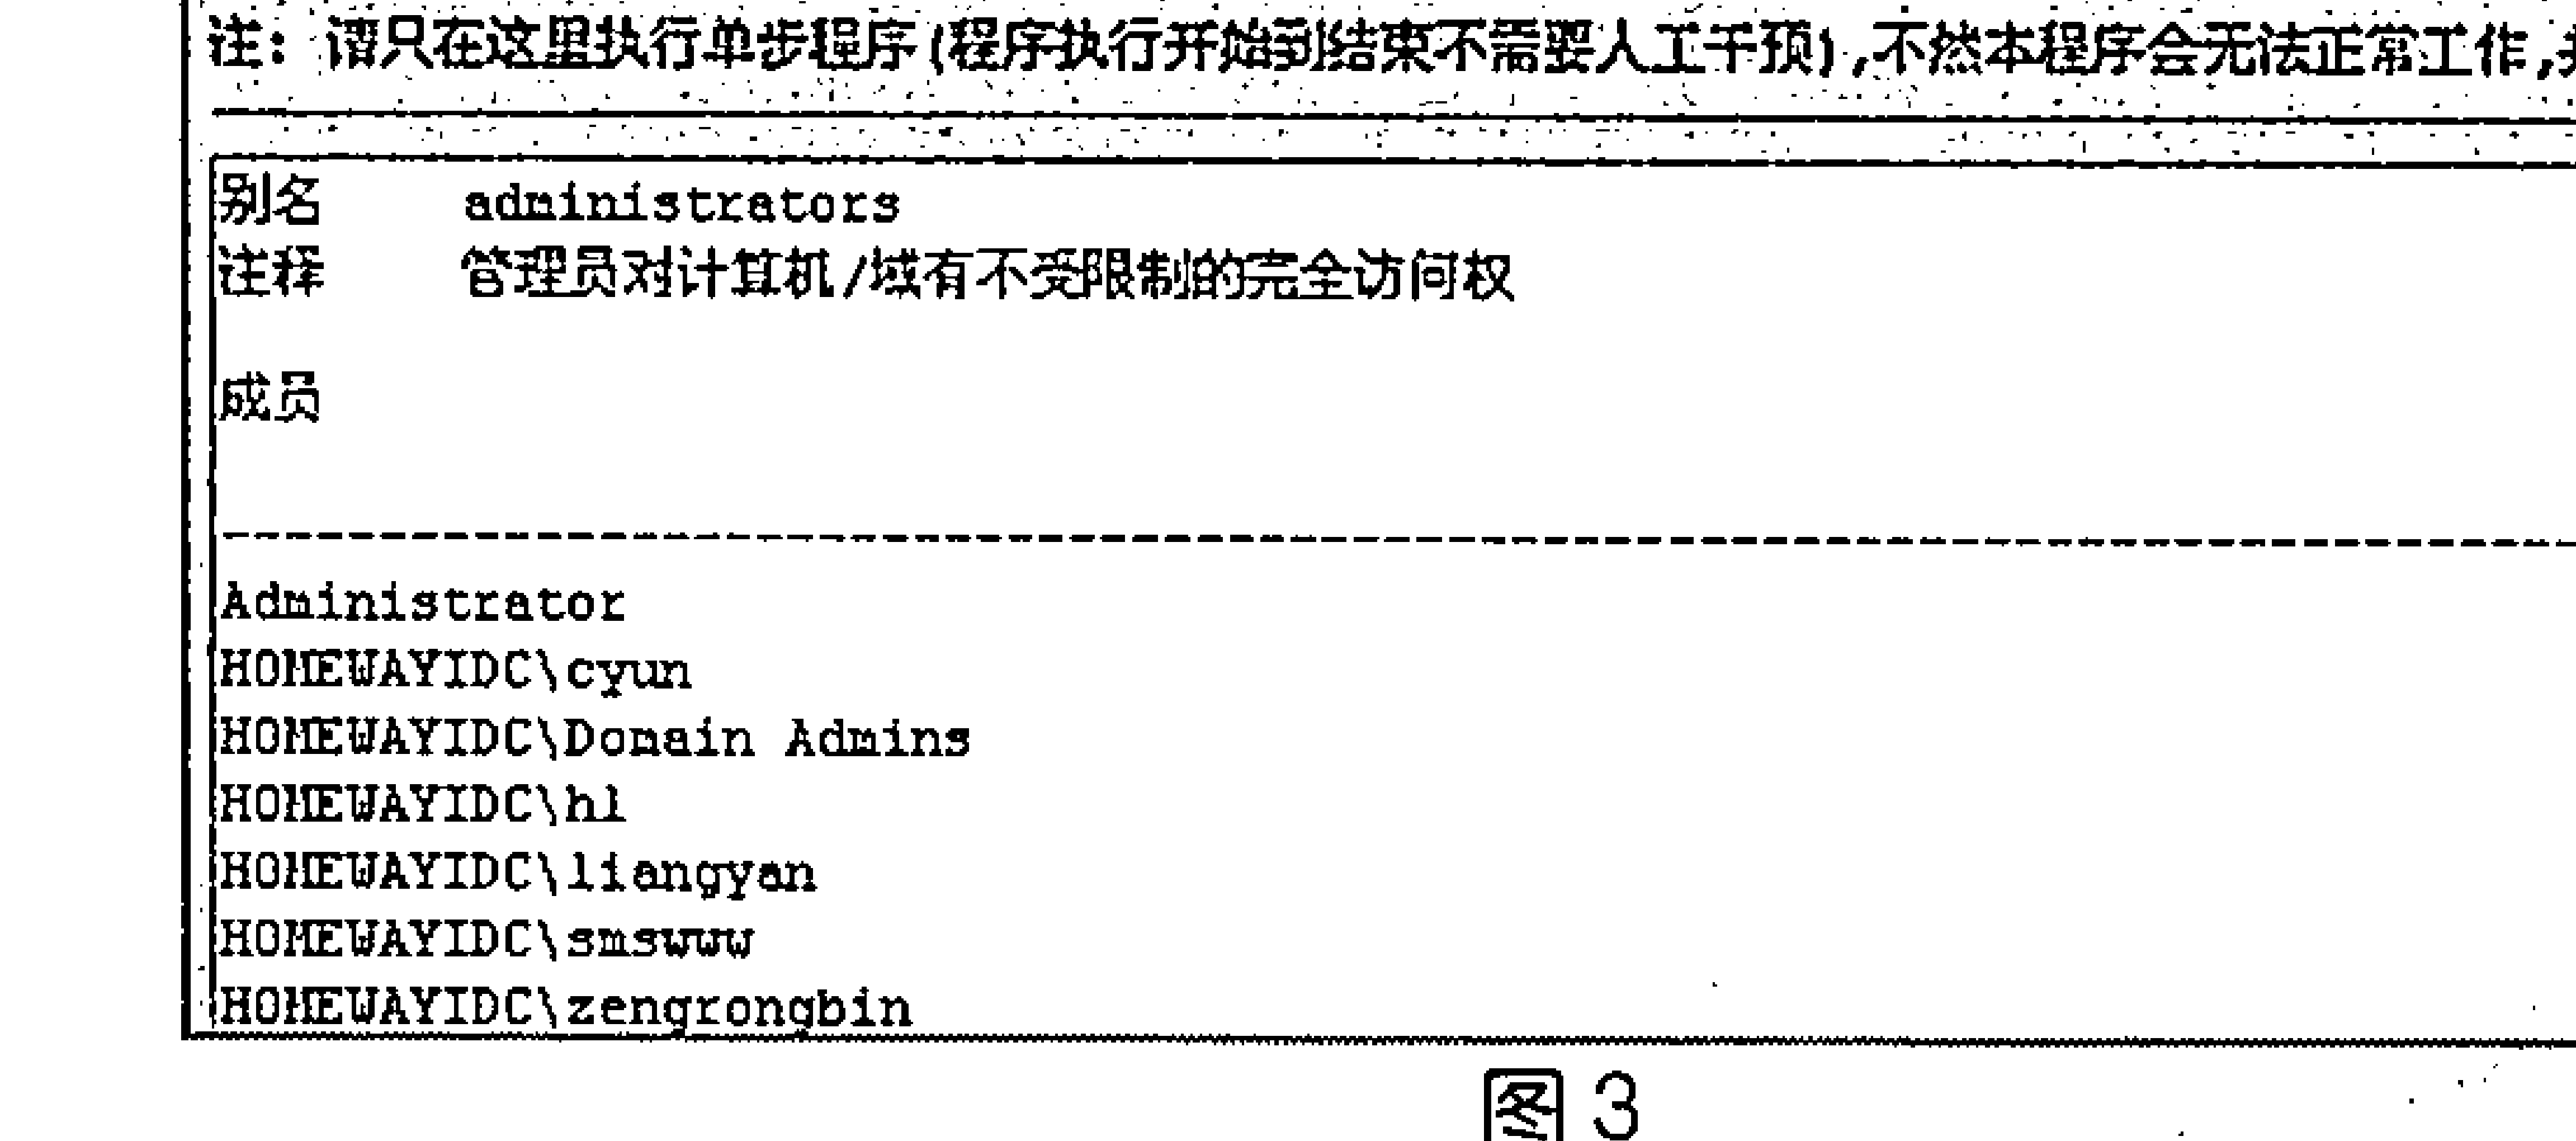 注：请只在这里执行单步程序(程序执行开始到结束不需要人工干预),不然本程序会无法正常工作,
别名 administrators
注释 管理员对计算机/域有不受限制的完全访问权
成员
--------------------------------------------------------------------------------
Administrator
HOMEWAYIDC\cyun
HOMEWAYIDC\Domain Admins
HOMEWAYIDC\hl
HOMEWAYIDC\liangyan
HOMEWAYIDC\smswww
HOMEWAYIDC\zengrongbin
图 3